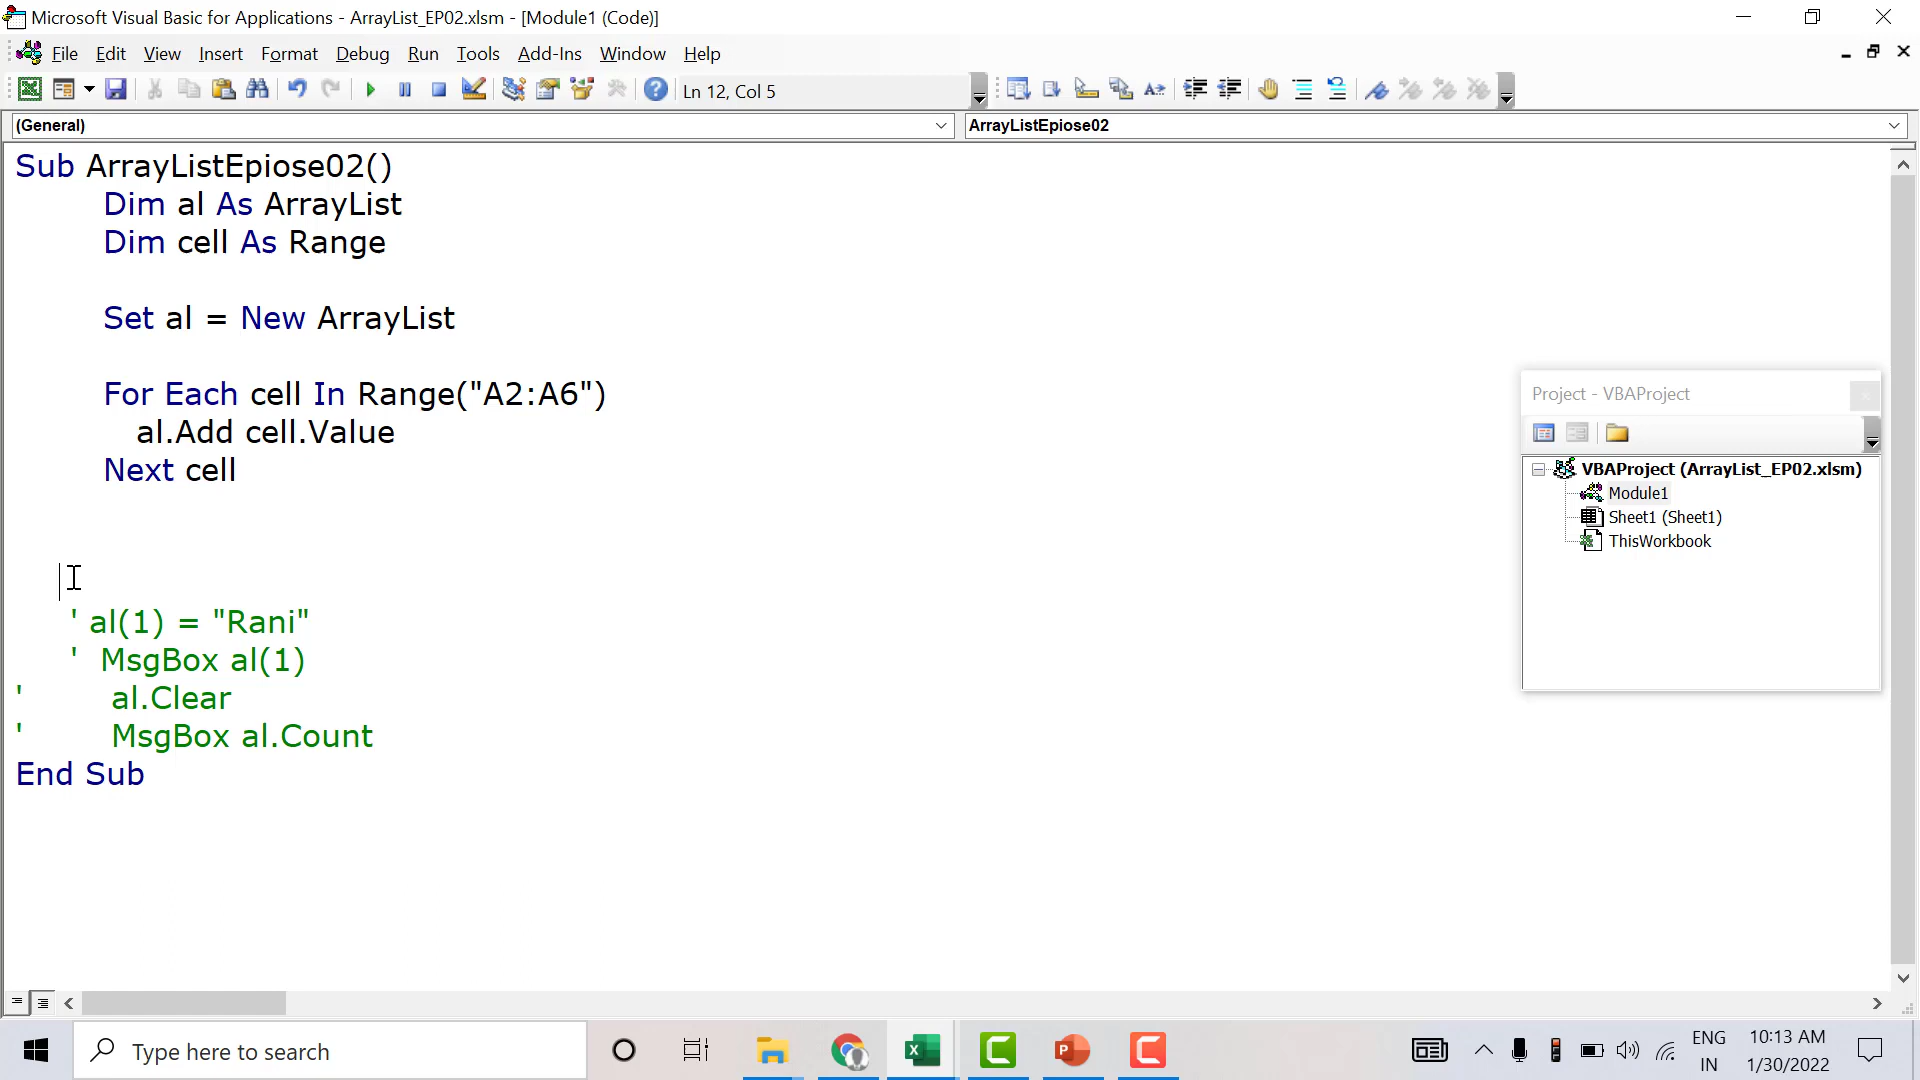 Microsoft Visual Basic for Applications - ArrayList_EP02.xlsm - [Module1 (Code)]
File Edit View Insert Format Debug Run Tools Add-Ins Window Help
Ln 12, Col 5
(General)
ArrayListEpiose02
Sub ArrayListEpiose02()
Dim al As ArrayList
Dim cell As Range
Set al = New ArrayList
For Each cell In Range("A2:A6")
al.Add cell.Value
Next cell
' al(1) = "Rani"
' MsgBox al(1)
' al.Clear
' MsgBox al.Count
End Sub
Project - VBAProject
VBAProject (ArrayList_EP02.xlsm)
Module1
Sheet1 (Sheet1)
ThisWorkbook
Type here to search
ENG
IN
10:13 AM
1/30/2022